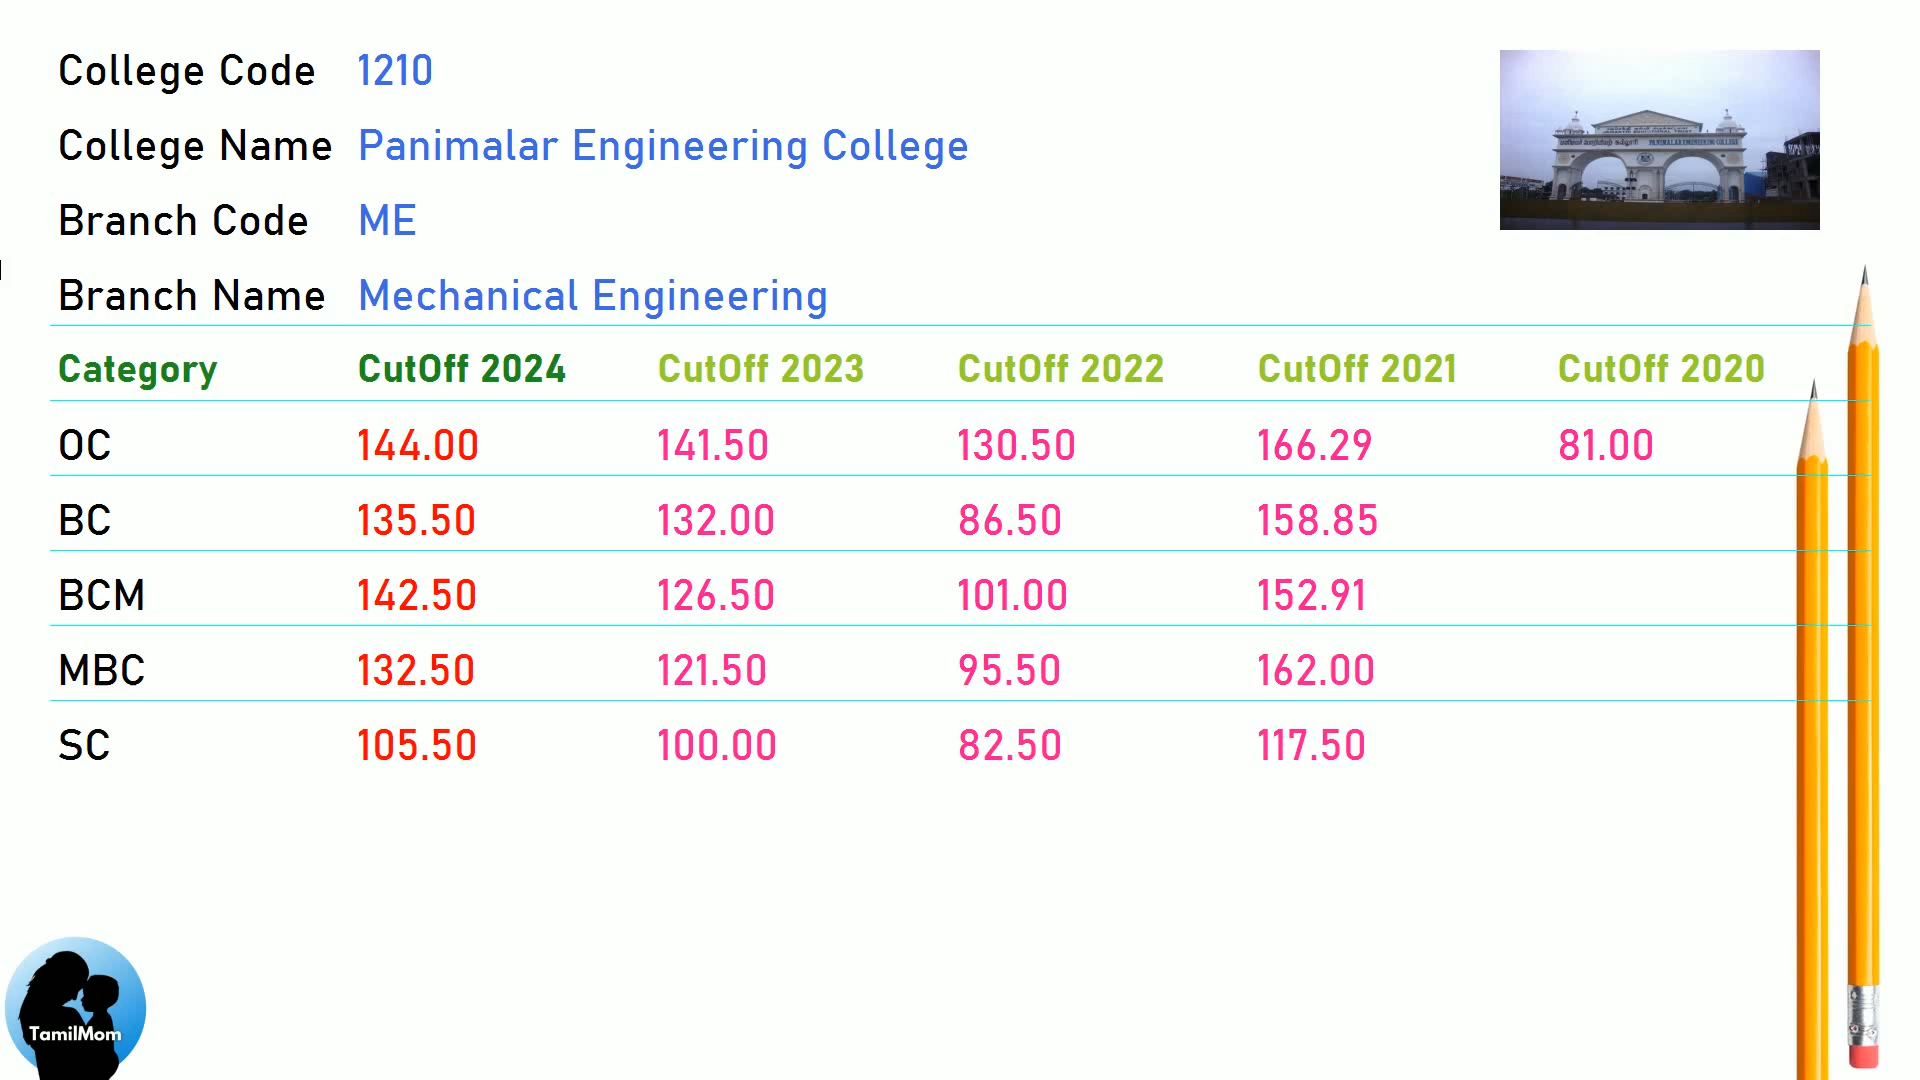 College Code 1210
College Name Panimalar Engineering College
Branch Code ME
Branch Name Mechanical Engineering
Category CutOff 2024 CutOff 2023 CutOff 2022 CutOff 2021 CutOff 2020
OC 144.00 141.50 130.50 166.29 81.00
BC 135.50 132.00 86.50 158.85
BCM 142.50 126.50 101.00 152.91
MBC 132.50 121.50 95.50 162.00
SC 105.50 100.00 82.50 117.50
PANIMALAR ENGINEERING COLLEGE
TamilMom